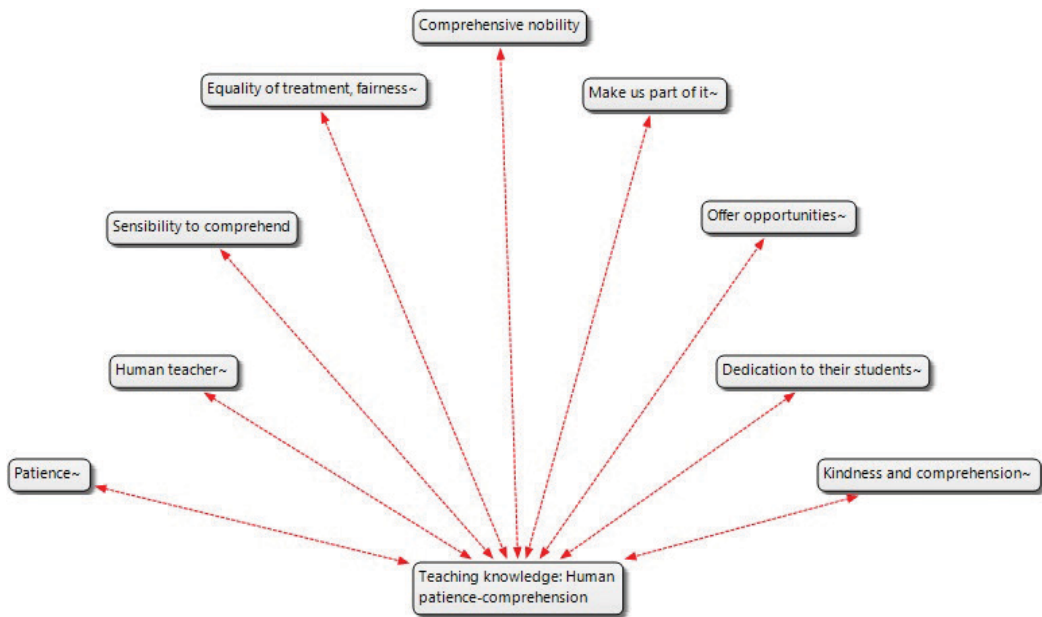 Comprehensive nobility
Equality of treatment, fairness~
Make us part of it~
Sensibility to comprehend
Offer opportunities~
Human teacher~
Dedication to their students~
Patience~
Kindness and comprehension~
Teaching knowledge: Human
patience-comprehension